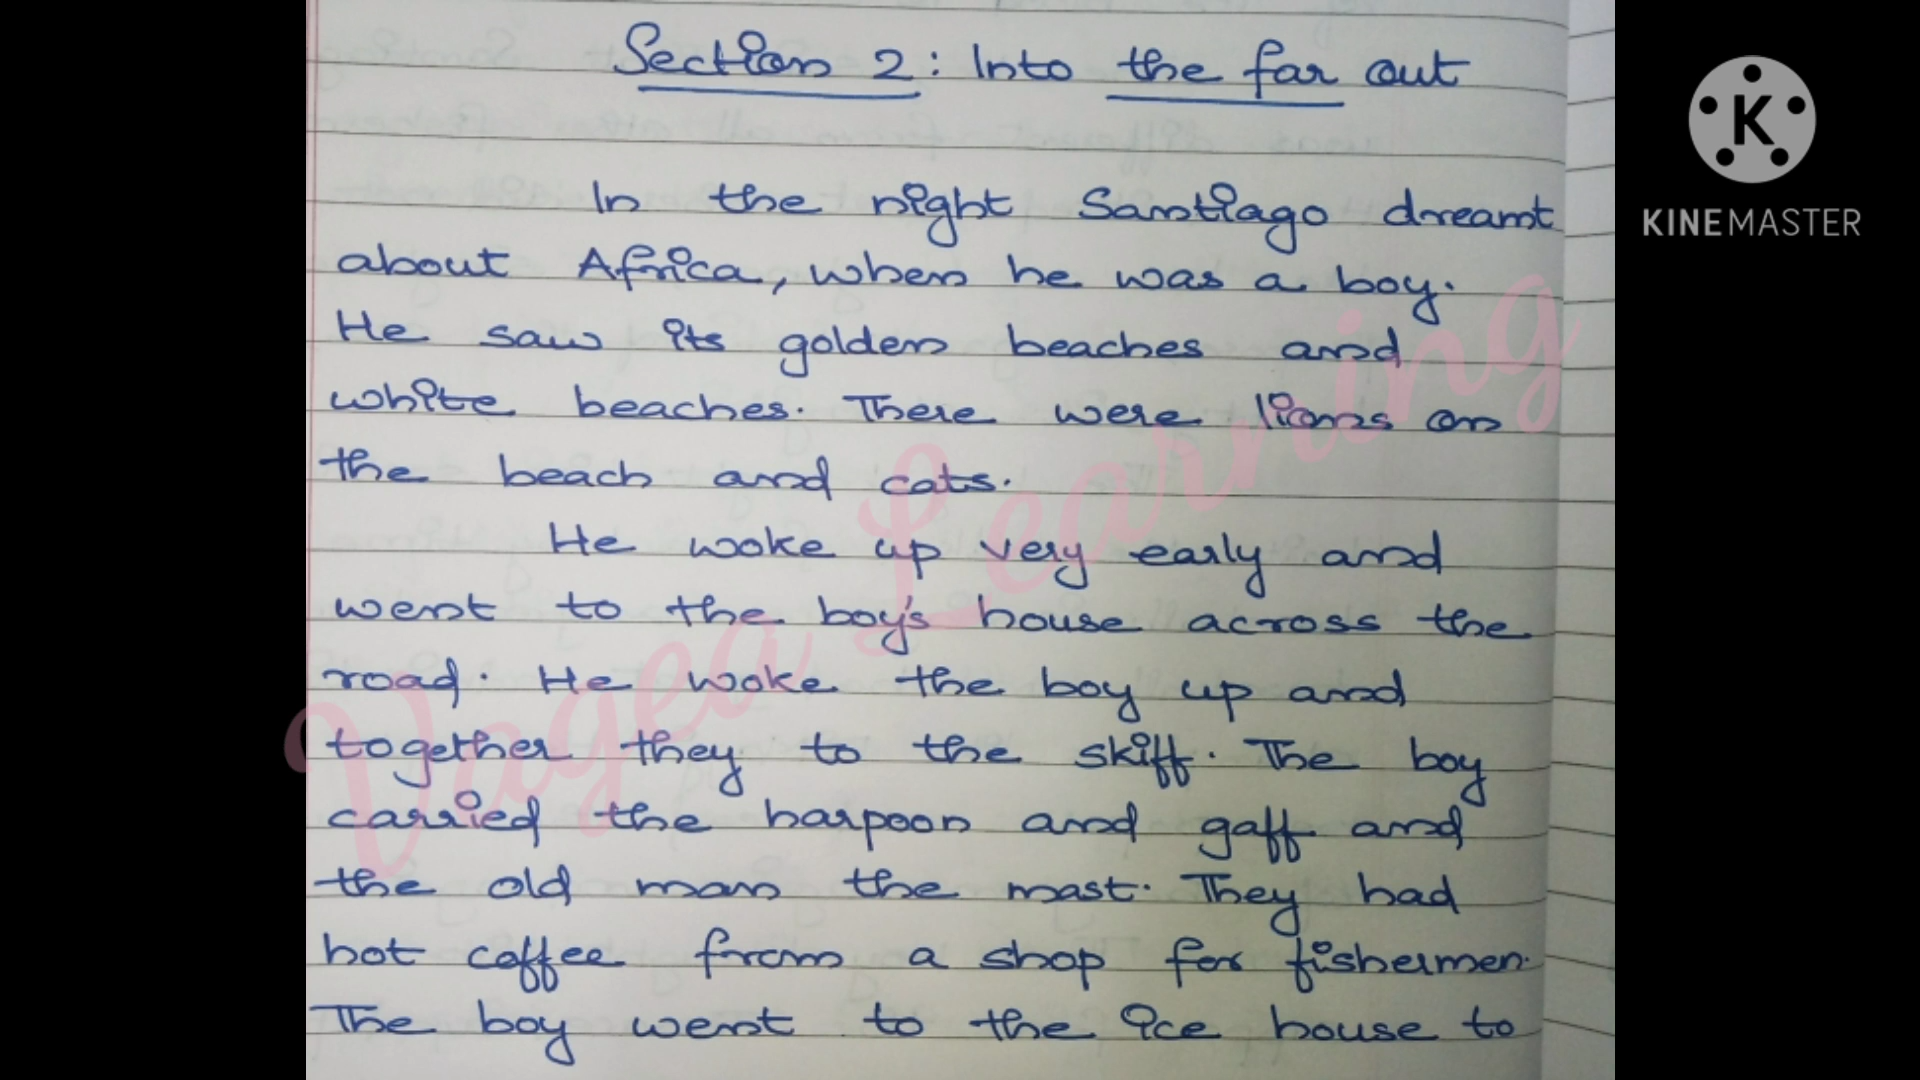 Section 2: Into the far out
In the night Santiago dreamt
about Africa, when he was a boy.
He saw its golden beaches and
white beaches. There were lions on
the beach and cats.
He woke up very early and
went to the boy's house across the
road. He woke the boy up and
together they to the skiff. The boy
carried the harpoon and gaff and
the old man the mast. They had
hot coffee from a shop for fishermen.
The boy went to the ice house to
Vagea Learning
K
KINEMASTER